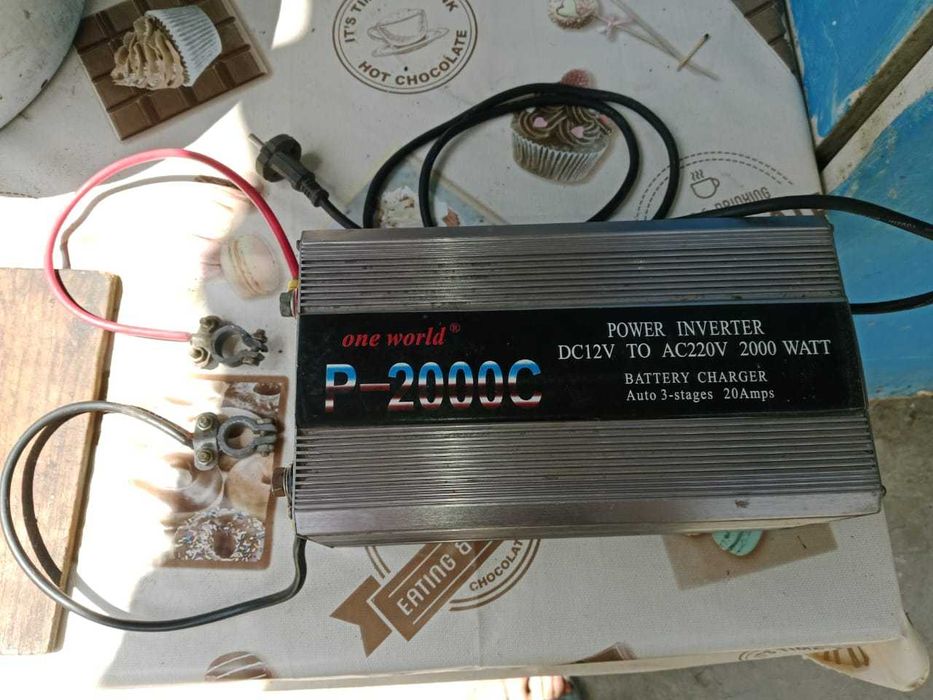 IT'S TIME
HOT CHOCOLATE
DRINKING
one world®
P-2000C
POWER INVERTER
DC12V TO AC220V 2000 WATT
BATTERY CHARGER
Auto 3-stages 20Amps
EATING &
CHOCOLATE